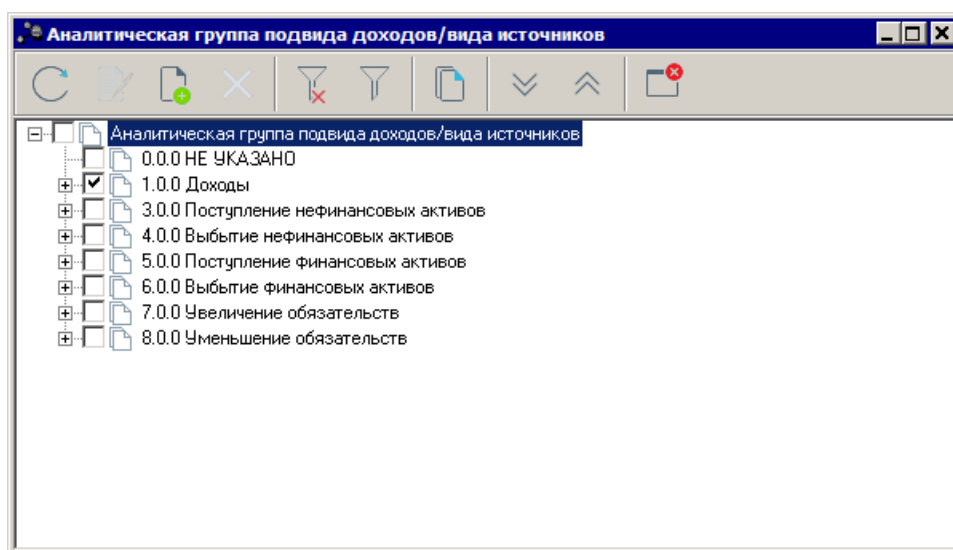 Аналитическая группа подвида доходов/вида источников
Аналитическая группа подвида доходов/вида источников
0.0.0 НЕ УКАЗАНО
1.0.0 Доходы
3.0.0 Поступление нефинансовых активов
4.0.0 Выбытие нефинансовых активов
5.0.0 Поступление финансовых активов
6.0.0 Выбытие финансовых активов
7.0.0 Увеличение обязательств
8.0.0 Уменьшение обязательств